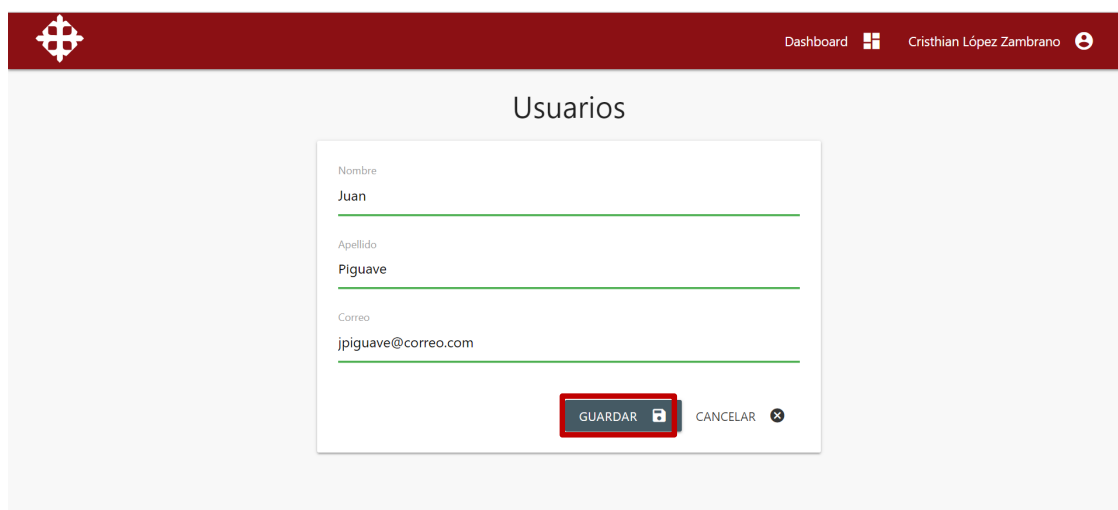 Dashboard Cristhian López Zambrano
Usuarios
Nombre
Juan
Apellido
Piguave
Correo
jpiguave@correo.com
GUARDAR CANCELAR